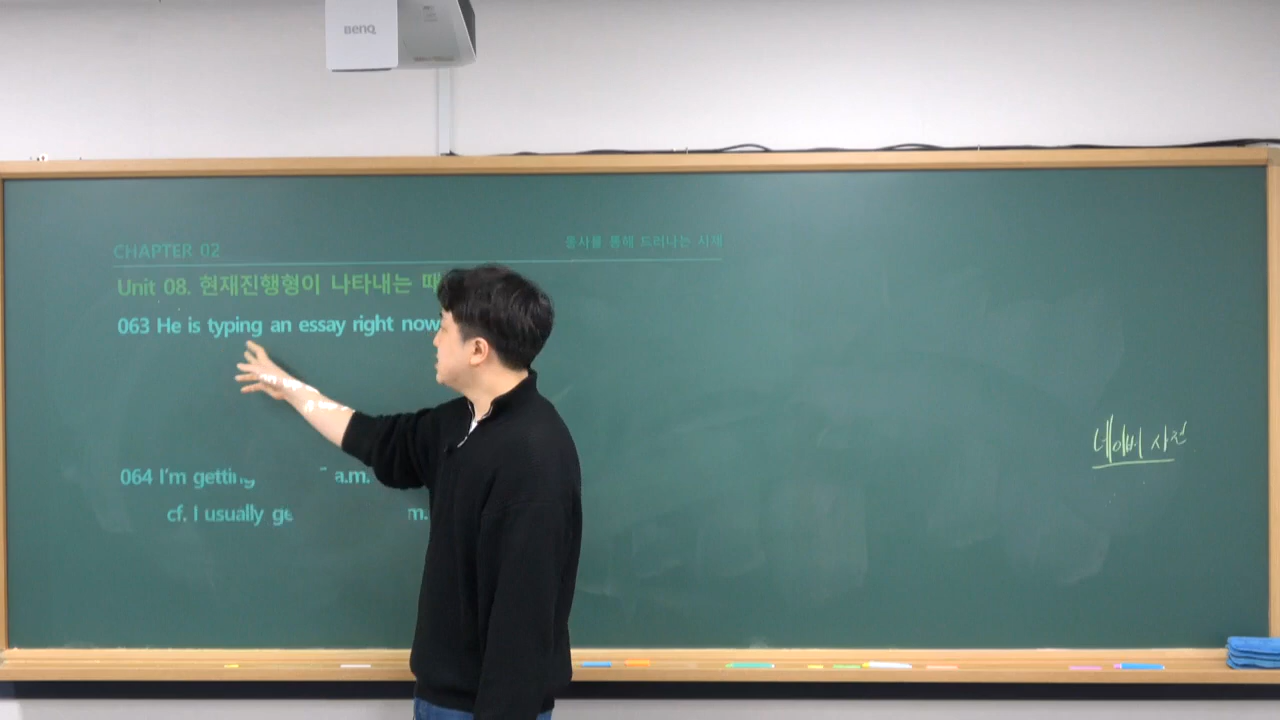 BenQ
CHAPTER 02 동사를 통해 드러나는 시제
Unit 08. 현재진행형이 나타내는 때
063 He is typing an essay right now
네이버 사전
064 I'm getting a.m.
cf. I usually m.